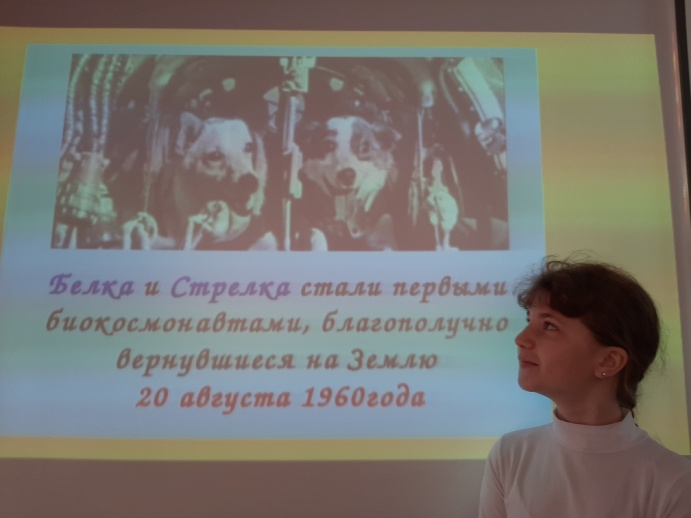 Белка и Стрелка стали первыми
биокосмонавтами, благополучно
вернувшиеся на Землю
20 августа 1960года